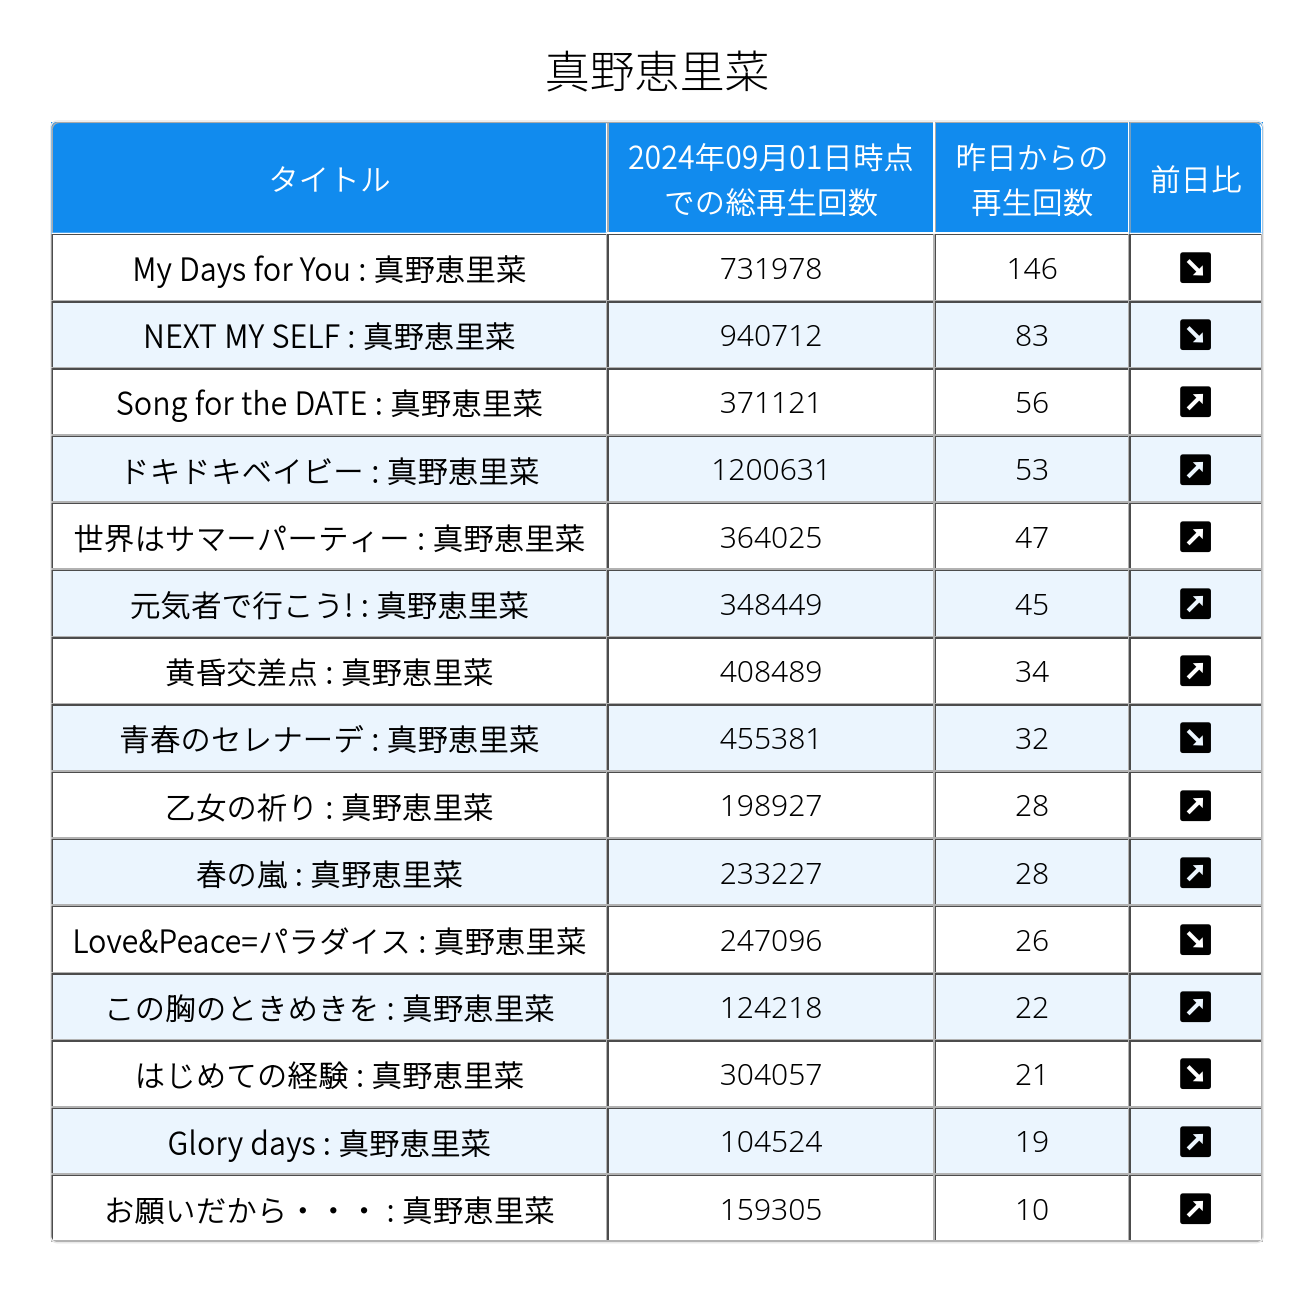 真野恵里菜
タイトル
2024年09月01日時点
での総再生回数
昨日からの
再生回数
前日比
My Days for You : 真野恵里菜 731978 146
NEXT MY SELF : 真野恵里菜 940712 83
Song for the DATE : 真野恵里菜 371121 56
ドキドキベイビー : 真野恵里菜 1200631 53
世界はサマーパーティー : 真野恵里菜 364025 47
元気者で行こう! : 真野恵里菜 348449 45
黄昏交差点 : 真野恵里菜 408489 34
青春のセレナーデ : 真野恵里菜 455381 32
乙女の祈り : 真野恵里菜 198927 28
春の嵐 : 真野恵里菜 233227 28
Love&Peace=パラダイス : 真野恵里菜 247096 26
この胸のときめきを : 真野恵里菜 124218 22
はじめての経験 : 真野恵里菜 304057 21
Glory days : 真野恵里菜 104524 19
お願いだから・・・ : 真野恵里菜 159305 10